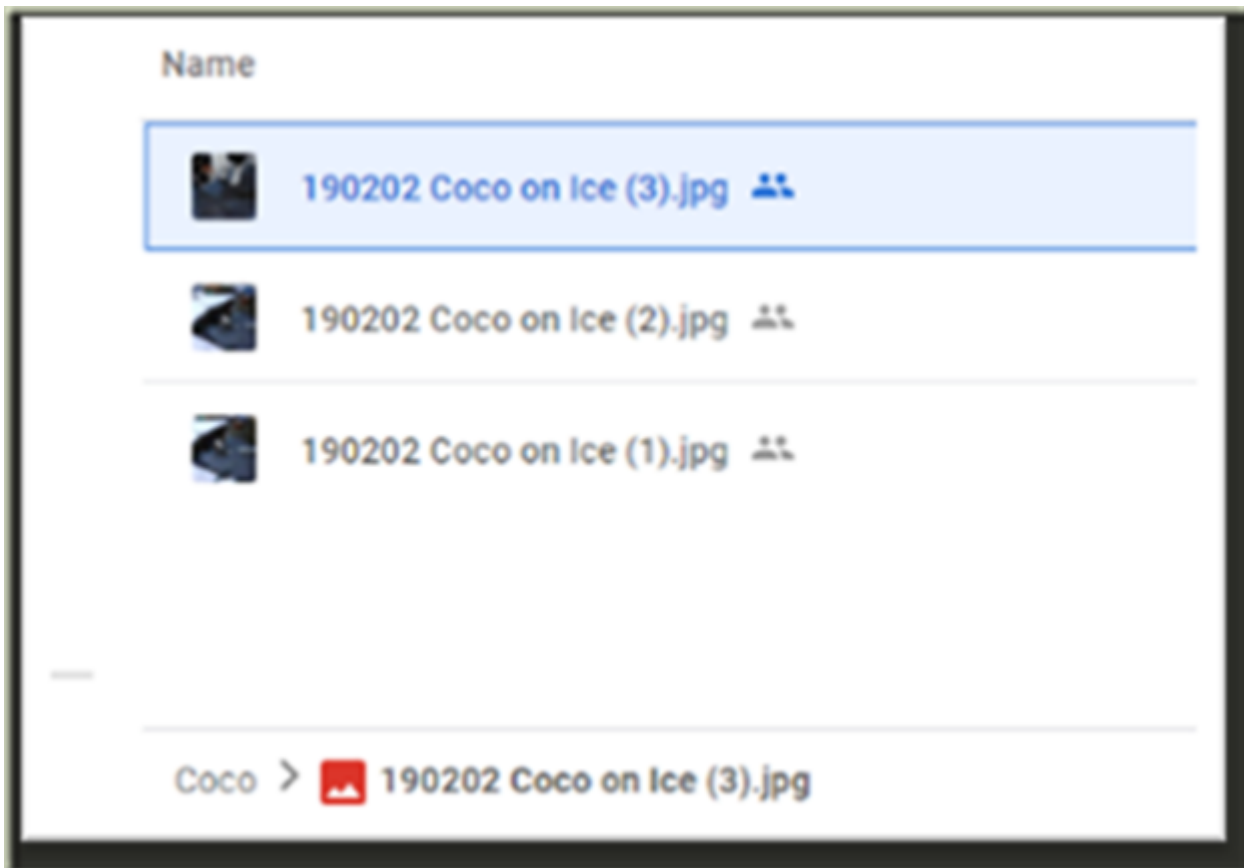 Name
190202 Coco on Ice (3).jpg
190202 Coco on Ice (2).jpg
190202 Coco on Ice (1).jpg
Coco > 190202 Coco on Ice (3).jpg